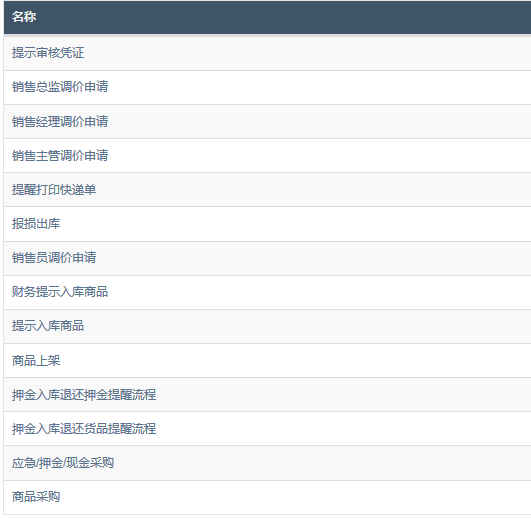 名称
提示审核凭证
销售总监调价申请
销售经理调价申请
销售主管调价申请
提醒打印快递单
报损出库
销售员调价申请
财务提示入库商品
提示入库商品
商品上架
押金入库退还押金提醒流程
押金入库退还货品提醒流程
应急/押金/现金采购
商品采购